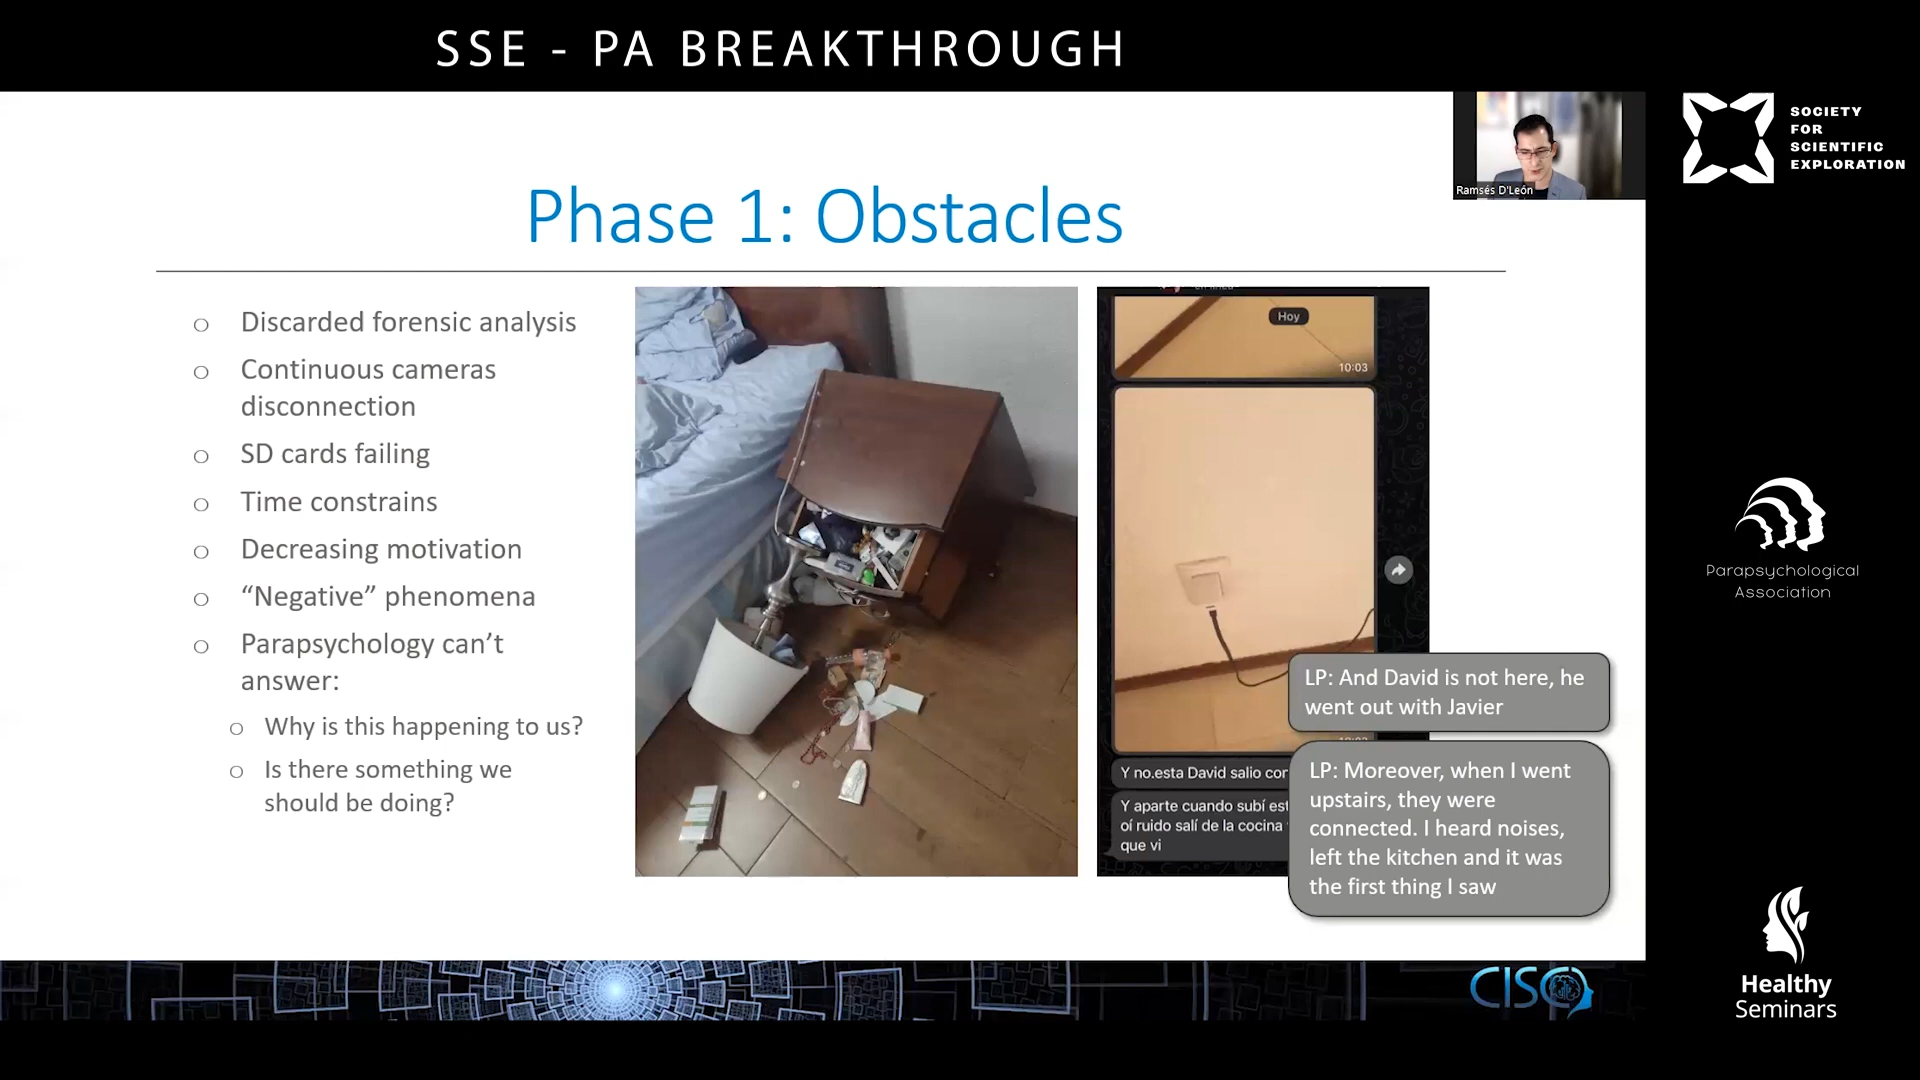 SSE - PA BREAKTHROUGH
SOCIETY
FOR
SCIENTIFIC
EXPLORATION
Ramsés D'León
Phase 1: Obstacles
Discarded forensic analysis
Continuous cameras
disconnection
SD cards failing
Time constrains
Decreasing motivation
“Negative” phenomena
Parapsychology can’t
answer:
Why is this happening to us?
Is there something we
should be doing?
Hoy
10:03
Y no.esta David salio con
Y aparte cuando subí
oí ruido salí de la cocina
que vi
LP: And David is not here, he
went out with Javier
LP: Moreover, when I went
upstairs, they were
connected. I heard noises,
left the kitchen and it was
the first thing I saw
Parapsychological
Association
CISC
Healthy
Seminars